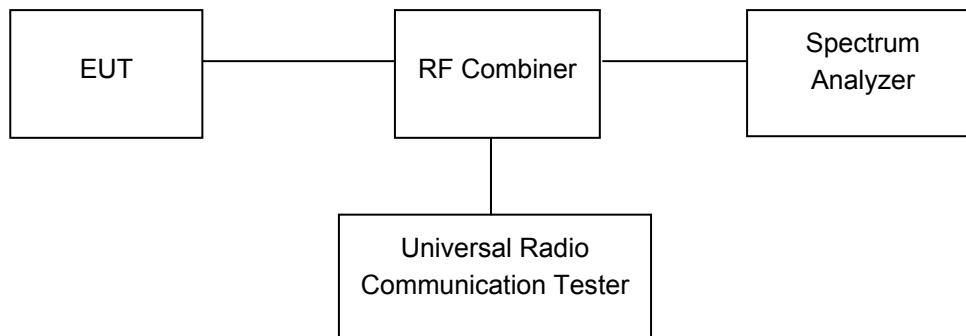 EUT
RF Combiner
Spectrum
Analyzer
Universal Radio
Communication Tester